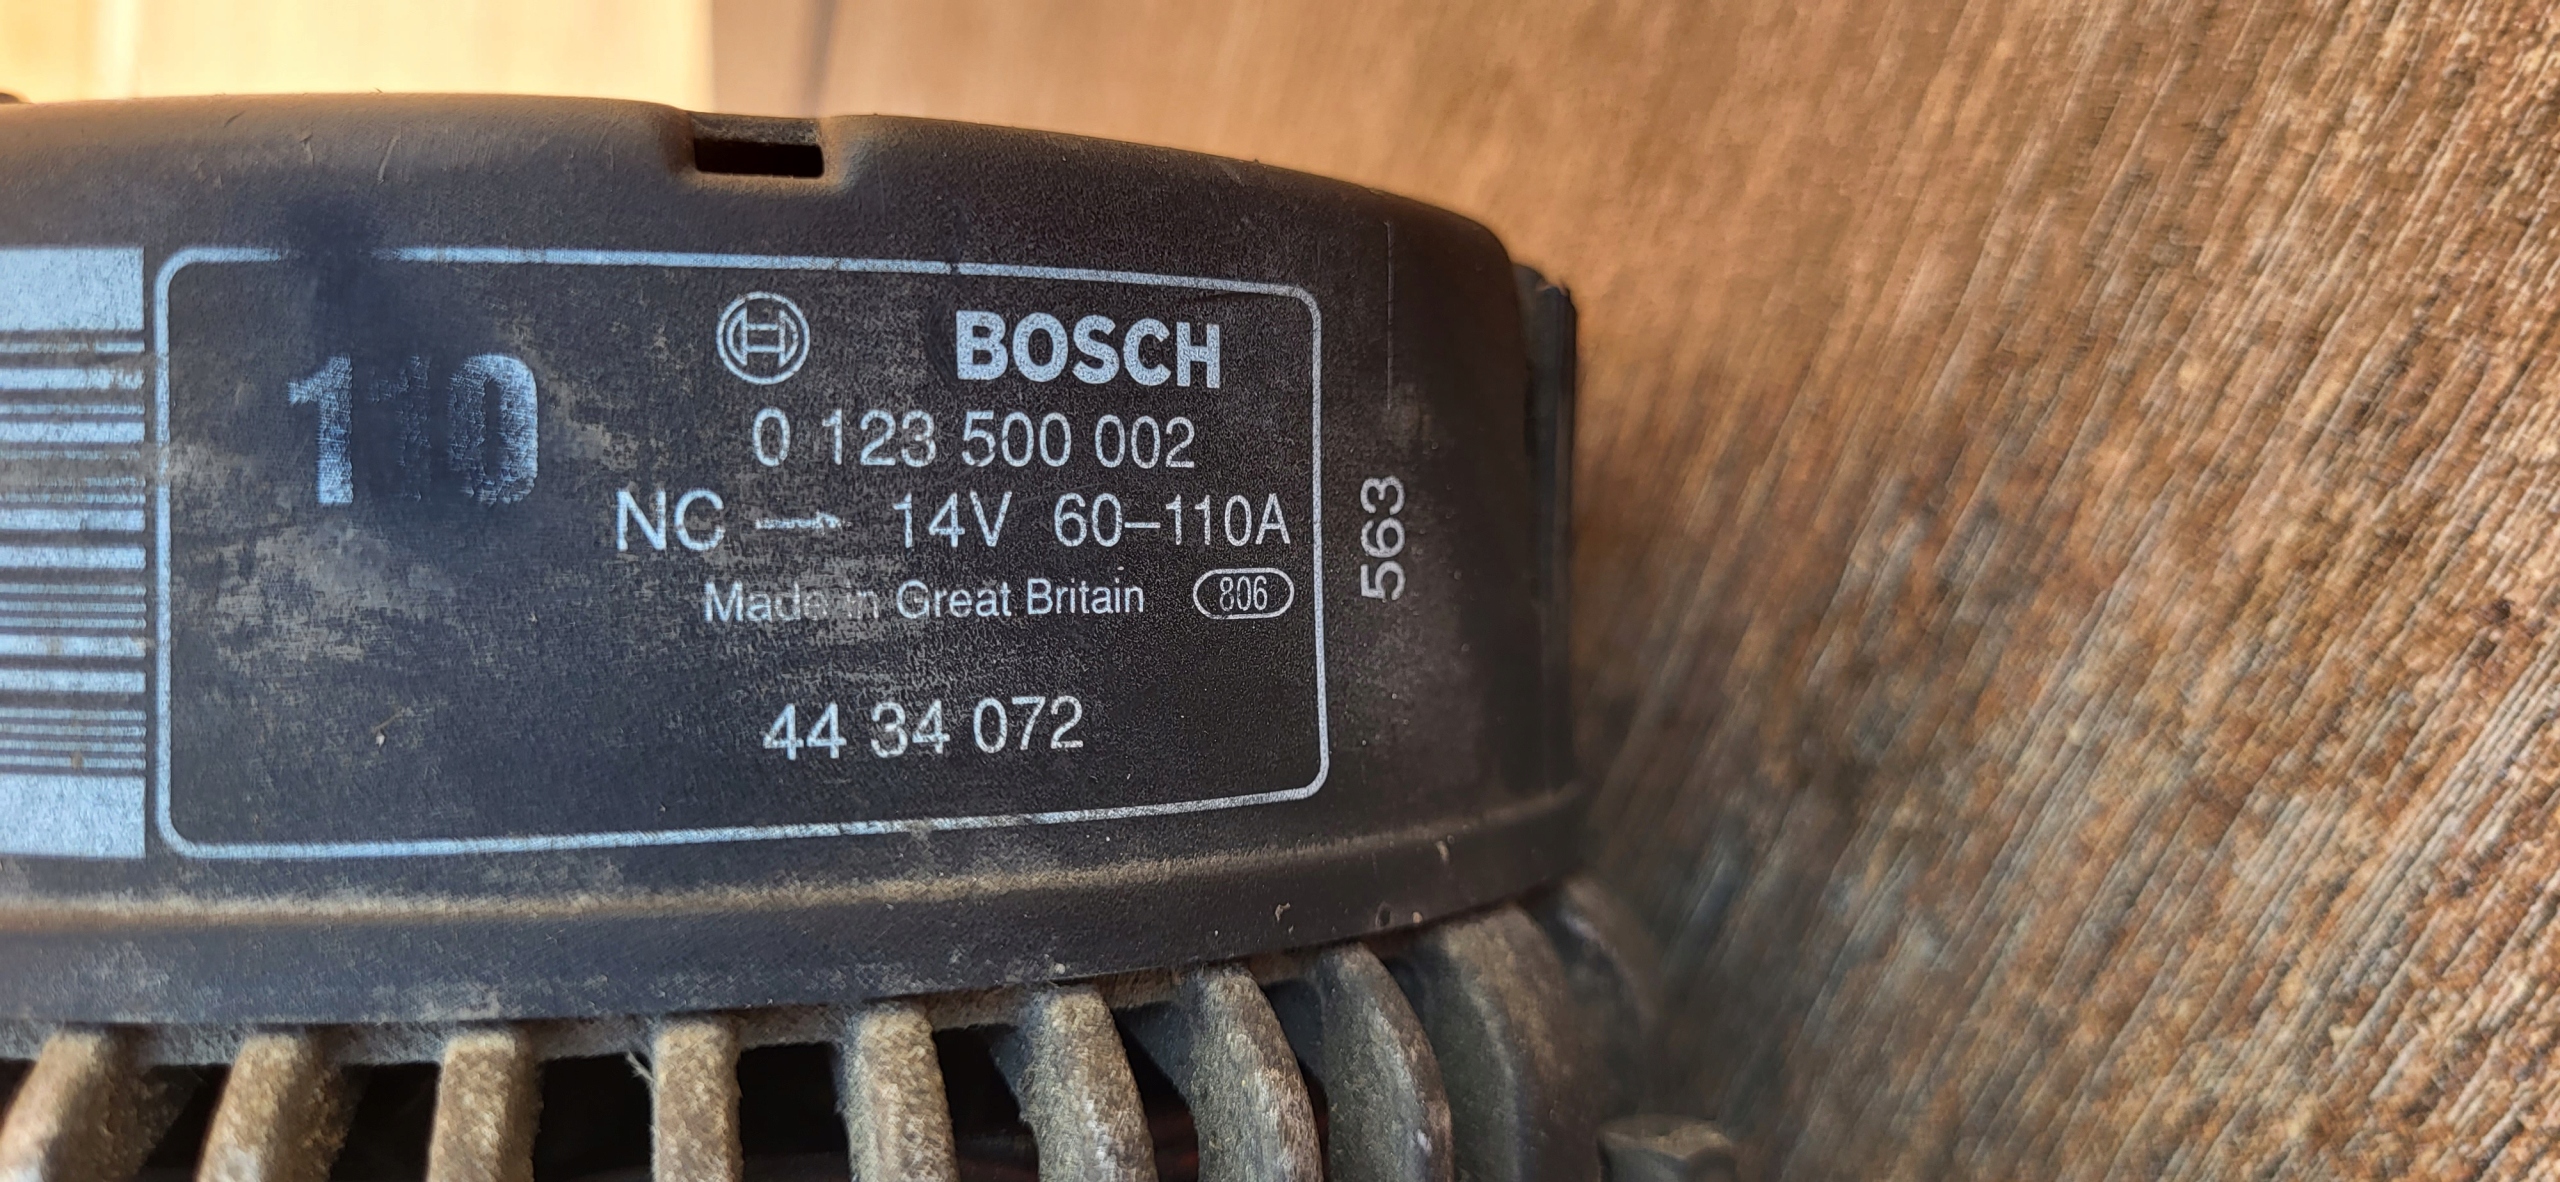 110
BOSCH
0 123 500 002
NC → 14V 60–110A
Made in Great Britain 806
44 34 072
563